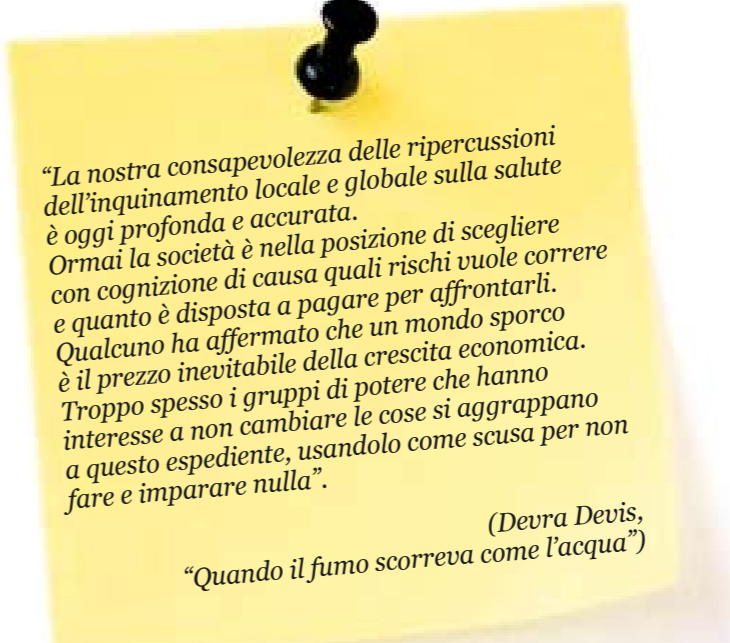 “La nostra consapevolezza delle ripercussioni
dell’inquinamento locale e globale sulla salute
è oggi profonda e accurata.
Ormai la società è nella posizione di scegliere
con cognizione di causa quali rischi vuole correre
e quanto è disposta a pagare per affrontarli.
Qualcuno ha affermato che un mondo sporco
è il prezzo inevitabile della crescita economica.
Troppo spesso i gruppi di potere che hanno
interesse a non cambiare le cose si aggrappano
a questo espediente, usandolo come scusa per non
fare e imparare nulla”.
(Devra Devis,
“Quando il fumo scorreva come l’acqua”)